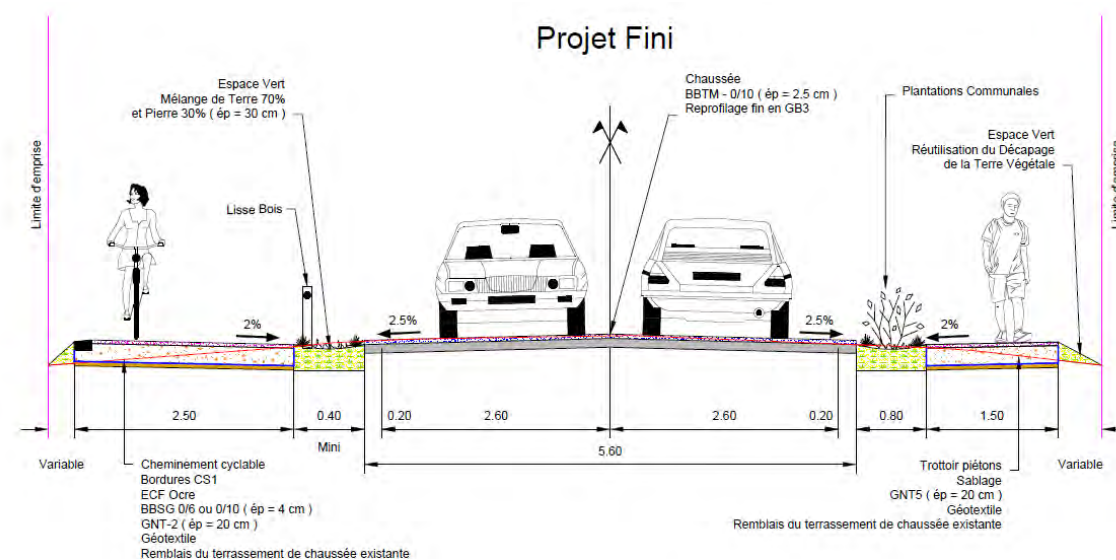 Projet Fini
Limite d'emprise
Espace Vert
Mélange de Terre 70%
et Pierre 30% ( ép = 30 cm )
Lisse Bois
Chaussée
BBTM - 0/10 ( ép = 2.5 cm )
Reprofilage fin en GB3
Plantations Communales
Espace Vert
Réutilisation du Décapage
de la Terre Végétale
Limite d'emprise
2%
2.5%
2.5%
2%
2.50
0.40
0.20
2.60
2.60
0.20
0.80
1.50
Mini
5.60
Variable
Cheminement cyclable
Bordures CS1
ECF Ocre
BBSG 0/6 ou 0/10 ( ép = 4 cm )
GNT-2 ( ép = 20 cm )
Géotextile
Remblais du terrassement de chaussée existante
Trottoir piétons
Sablage
GNT5 ( ép = 20 cm )
Géotextile
Remblais du terrassement de chaussée existante
Variable